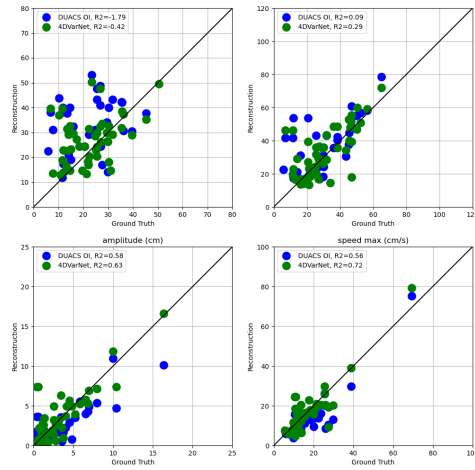 DUACS OI, R2=-1.79
4DVarNet, R2=-0.42
80
70
60
50
40
30
20
10
0
Reconstruction
0 10 20 30 40 50 60 70 80
Ground Truth
DUACS OI, R2=0.09
4DVarNet, R2=0.29
120
100
80
60
40
20
0
Reconstruction
0 20 40 60 80 100 120
Ground Truth
amplitude (cm)
DUACS OI, R2=0.58
4DVarNet, R2=0.63
25
20
15
10
5
0
Reconstruction
0 5 10 15 20 25
Ground Truth
speed max (cm/s)
DUACS OI, R2=0.56
4DVarNet, R2=0.72
100
80
60
40
20
0
Reconstruction
0 20 40 60 80 100
Ground Truth